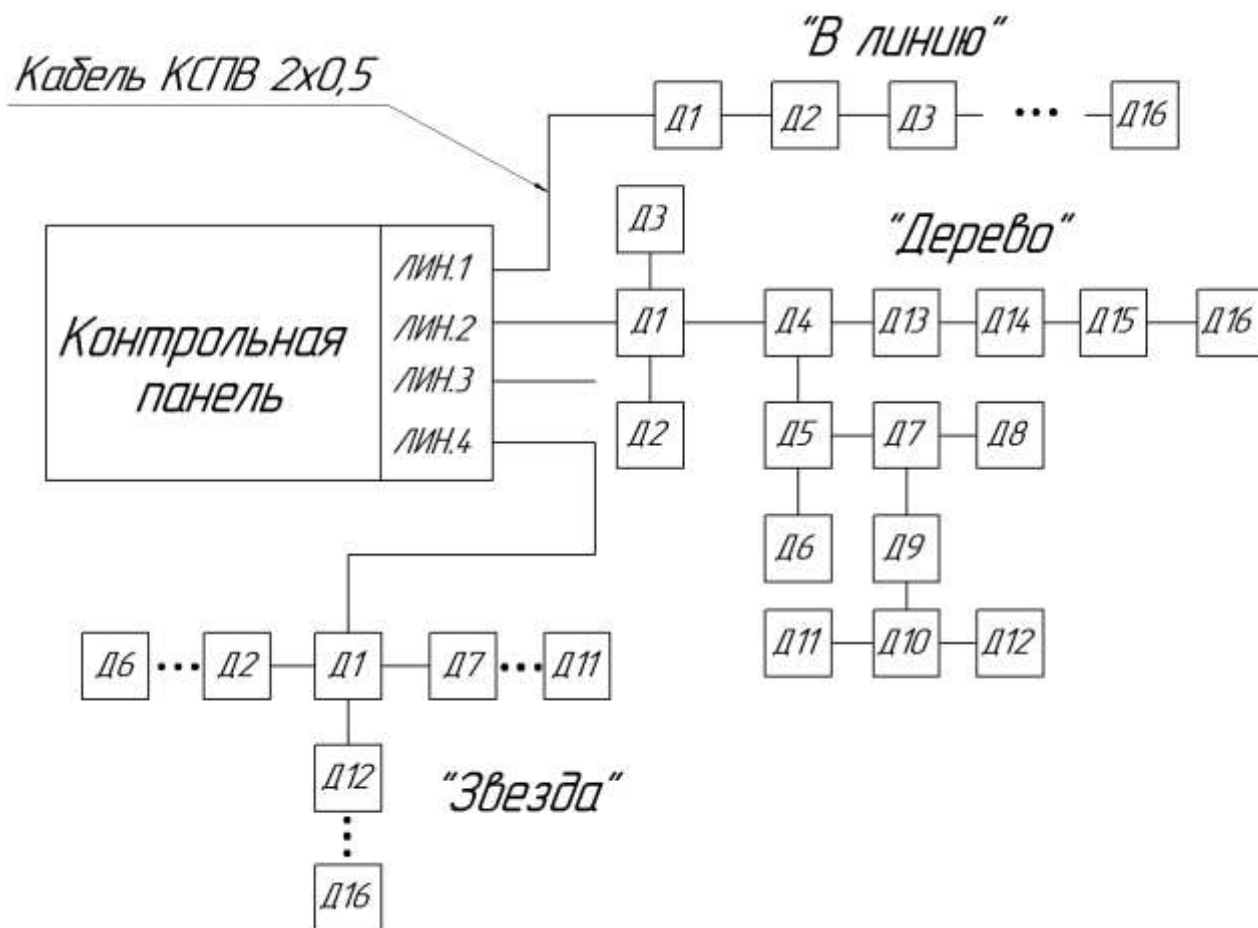 "В линию"
Кабель КСПВ 2х0,5
Д1 Д2 Д3 ... Д16
Д3
"Дерево"
ЛИН.1
Контрольная
панель
ЛИН.2
ЛИН.3
ЛИН.4
Д1 Д4 Д13 Д14 Д15 Д16
Д2 Д5 Д7 Д8
Д6 Д9
Д11 Д10 Д12
Д6 ... Д2 Д1 Д7 ... Д11
Д12
"Звезда"
Д16